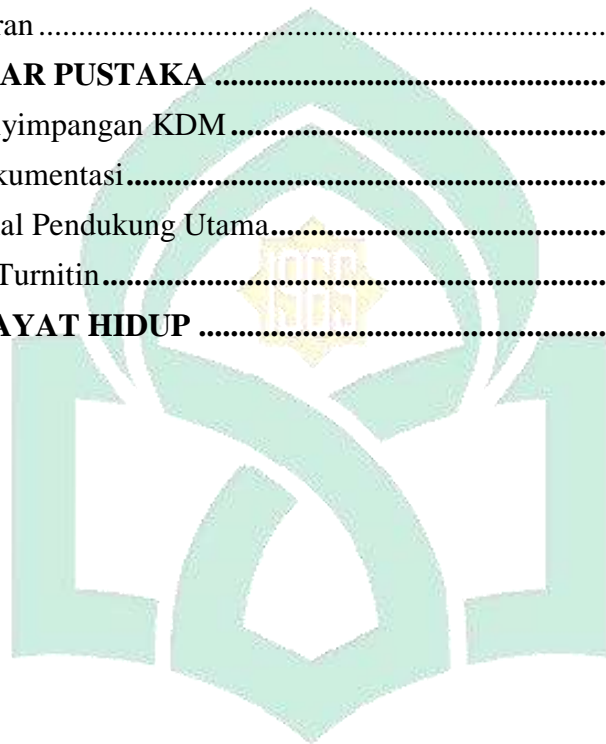 ran ........................................................................
AR PUSTAKA ..................................................
yimpangan KDM ................................................
kumentasi .............................................................
al Pendukung Utama ...........................................
Turnitin ................................................................
AYAT HIDUP ....................................................